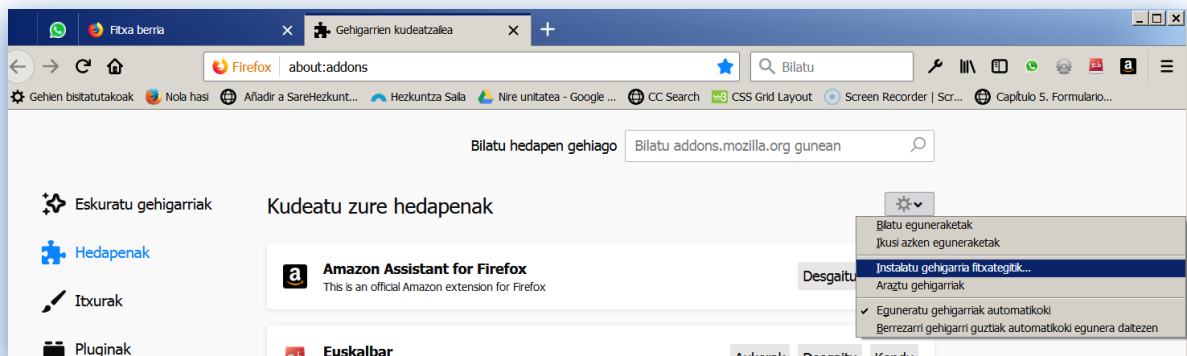 Fitxa berria
Gehigarrien kudeatzailea
Firefox about:addons
Bilatu
Gehien bisitatutakoak Nola hasi Añadir a SareHezkunt... Hezkuntza Saila Nire unitatea - Google ... CC Search CSS Grid Layout Screen Recorder | Scr... Capítulo 5. Formulario...
Bilatu hedapen gehiago Bilatu addons.mozilla.org gunean
Eskuratu gehigarriak
Kudeatu zure hedapenak
Bilatu eguneraketak
Ikusi azken eguneraketak
Instalatu gehigarria fitxategitik...
Araztu gehigarriak
Eguneratu gehigarriak automatikoki
Berrezarri gehigarri guztiak automatikoki egunera daitezen
Hedapenak
Amazon Assistant for Firefox
This is an official Amazon extension for Firefox
Desgaitu
Itxurak
Pluginak
Euskalbar
Aukerak Desgaitu Kendu